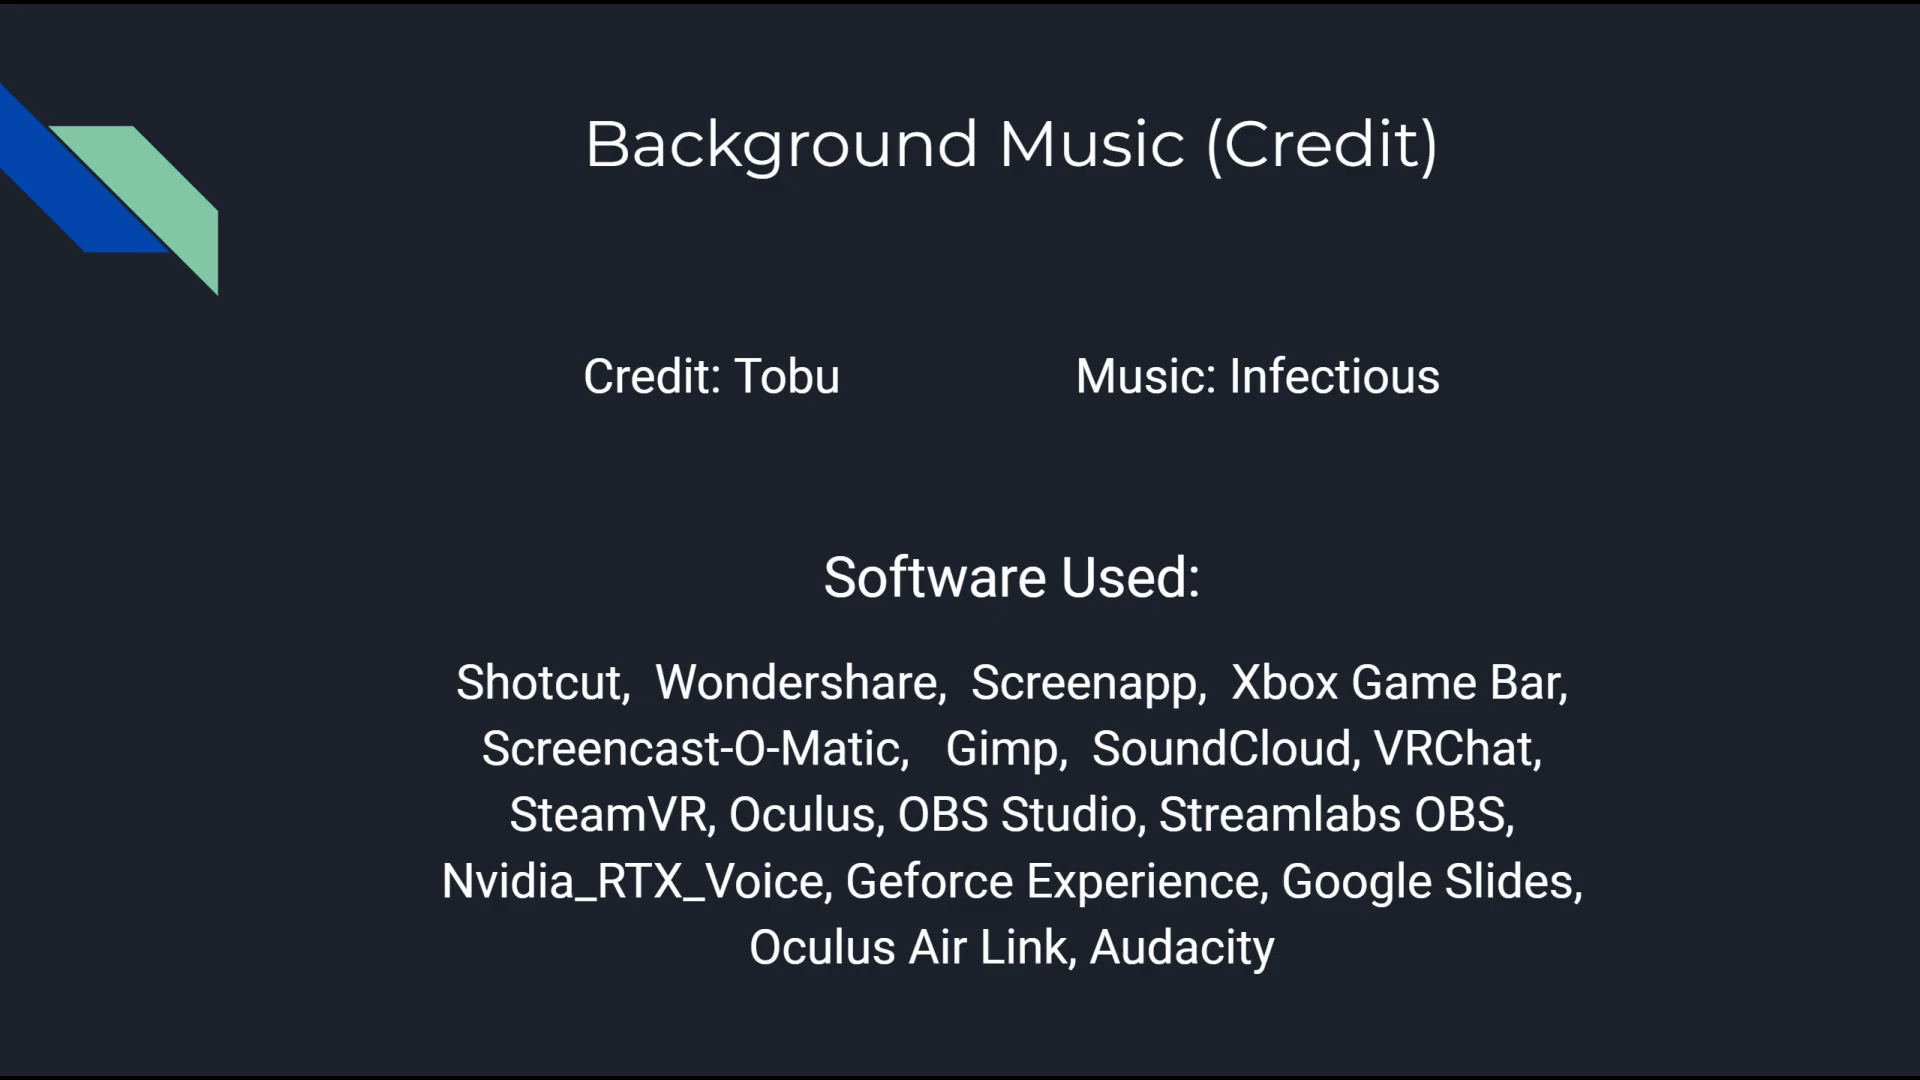 Background Music (Credit)
Credit: Tobu
Music: Infectious
Software Used:
Shotcut, Wondershare, Screenapp, Xbox Game Bar,
Screencast-O-Matic, Gimp, SoundCloud, VRChat,
SteamVR, Oculus, OBS Studio, Streamlabs OBS,
Nvidia_RTX_Voice, Geforce Experience, Google Slides,
Oculus Air Link, Audacity